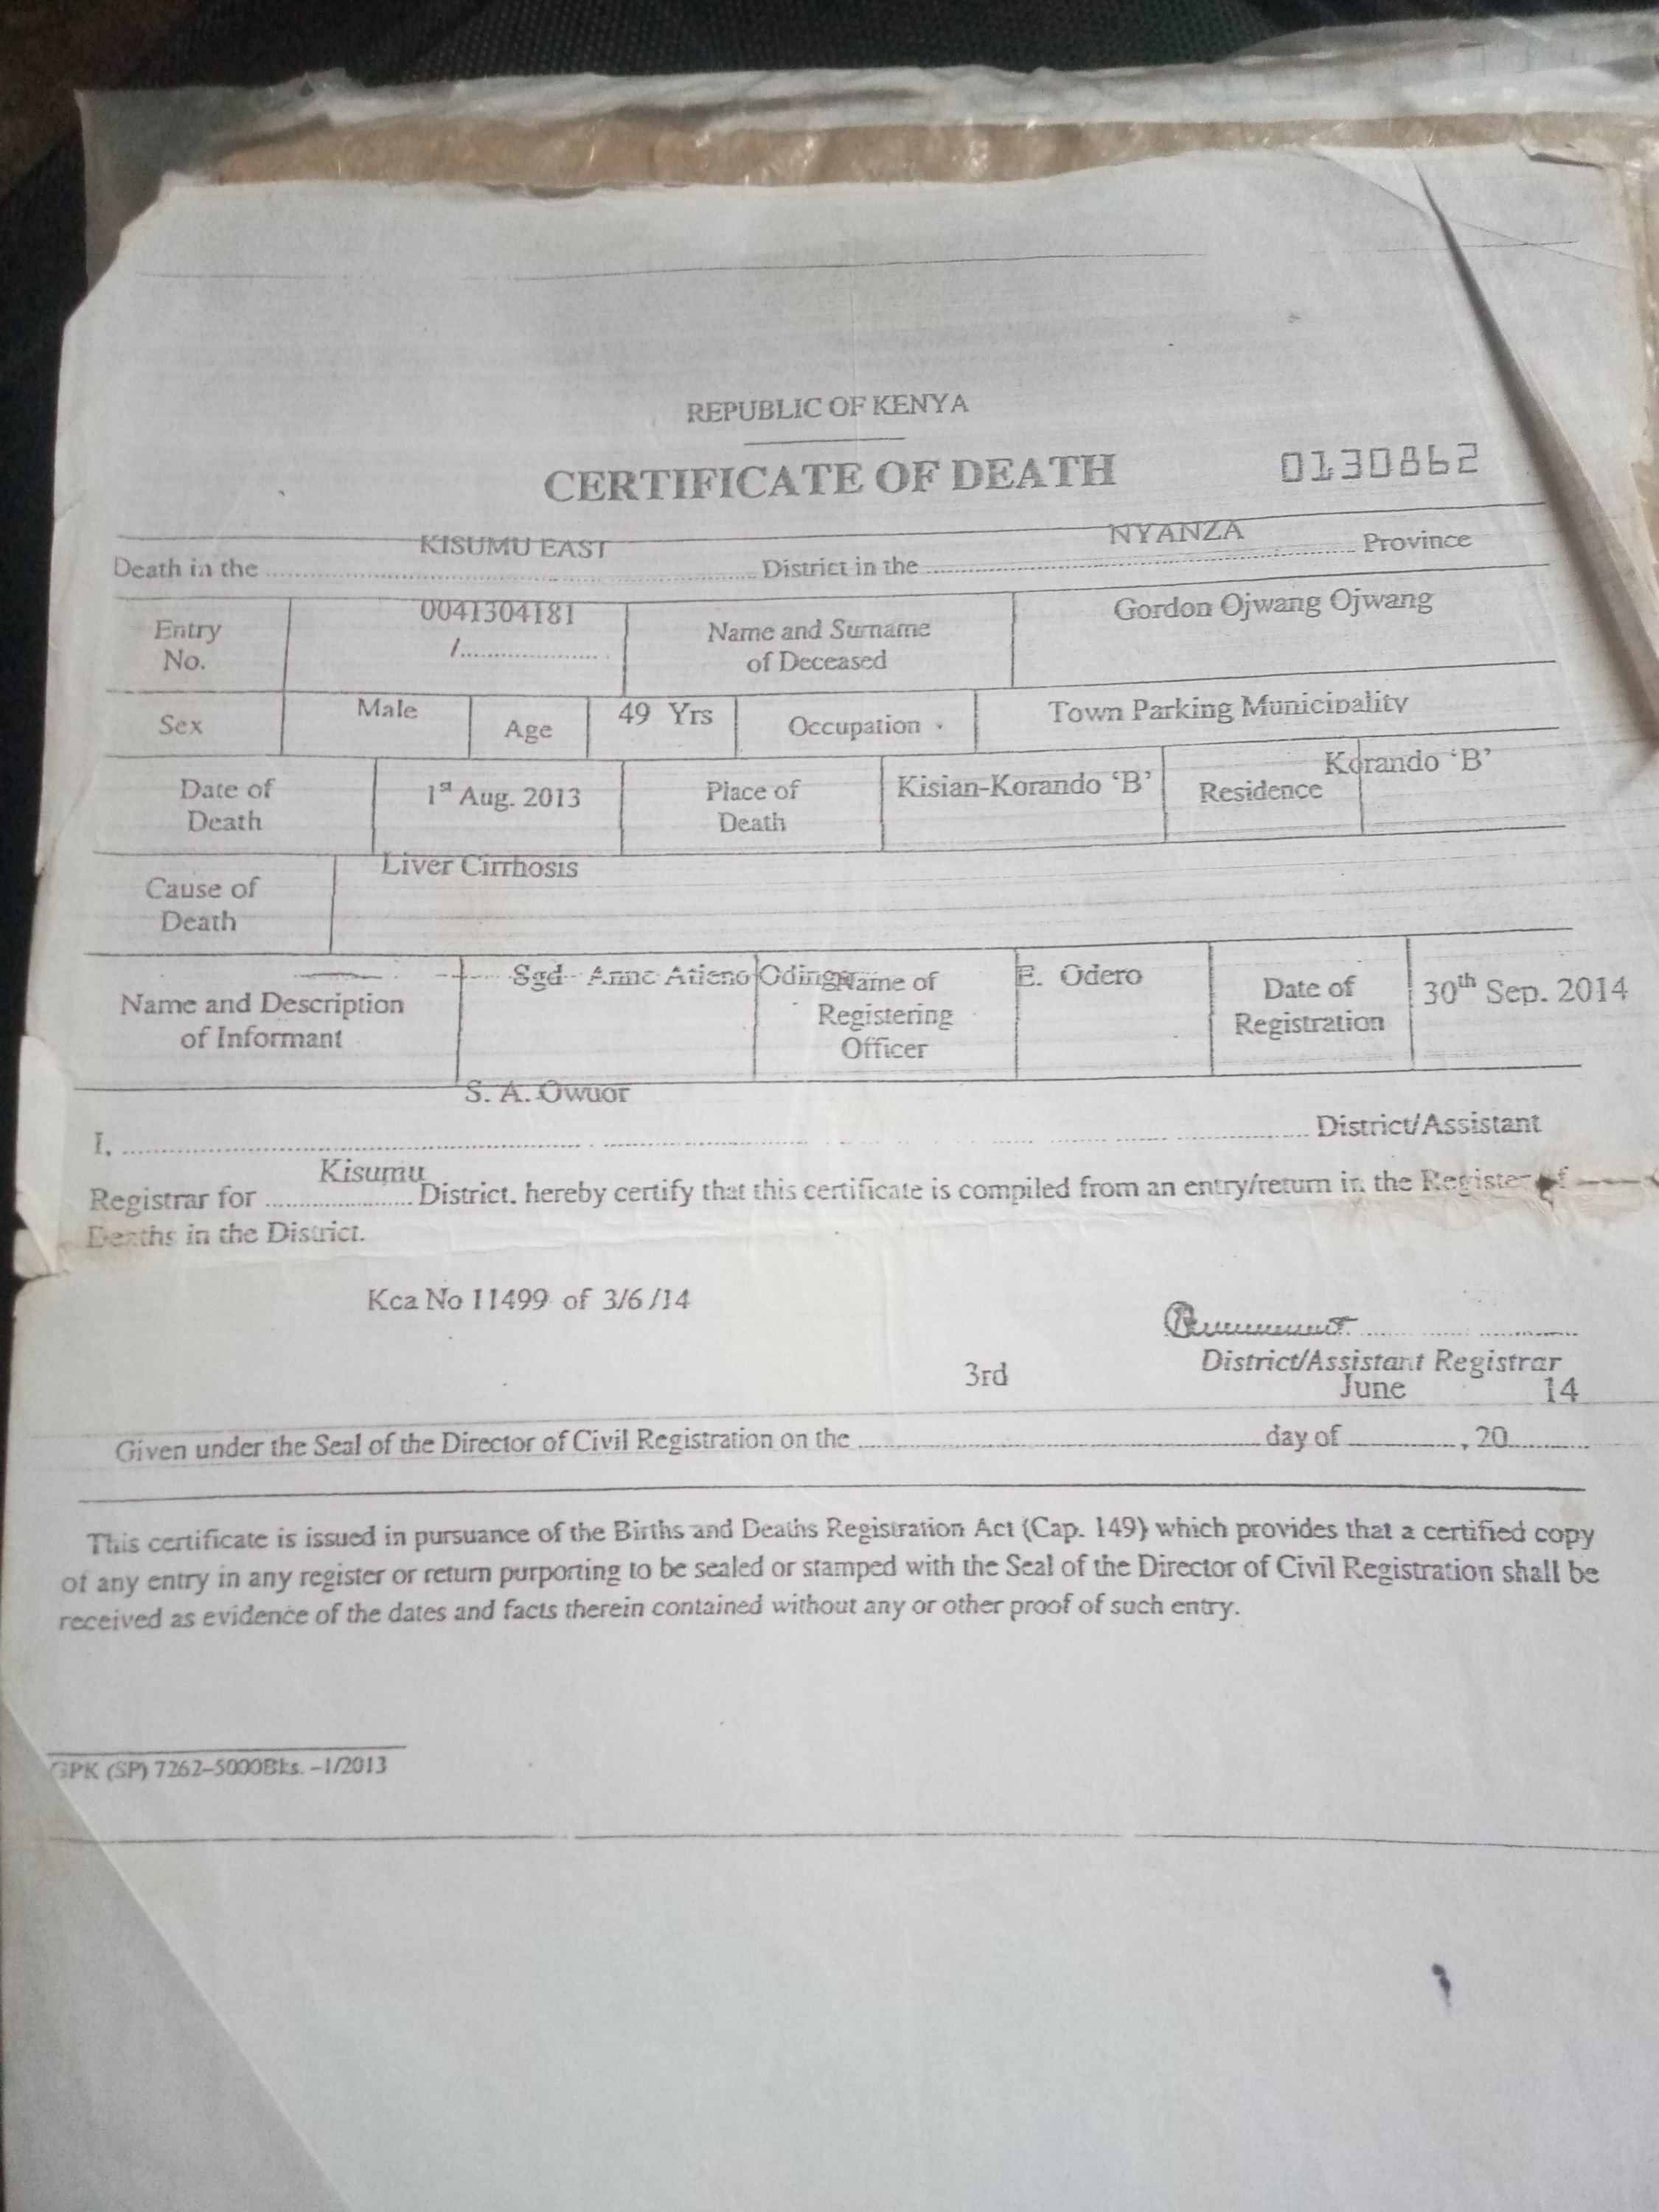 REPUBLIC OF KENYA
CERTIFICATE OF DEATH 0130862
Death in the KISUMU EAST District in the NYANZA Province
Entry No. 0041304181 /
Name and Surname of Deceased Gordon Ojwang Ojwang
Sex Male Age 49 Yrs Occupation Town Parking Municipality
Date of Death 1st Aug. 2013 Place of Death Kisian-Korando ‘B’ Residence Korando ‘B’
Cause of Death Liver Cirrhosis
Name and Description of Informant Sgd Anne Atieno Odinga Name of Registering Officer E. Odero Date of Registration 30th Sep. 2014
I, S. A. Owuor District/Assistant
Registrar for Kisumu District, hereby certify that this certificate is compiled from an entry/return in the Register of
Deaths in the District.
Kca No 11499 of 3/6/14
District/Assistant Registrar
Given under the Seal of the Director of Civil Registration on the 3rd day of June, 2014
This certificate is issued in pursuance of the Births and Deaths Registration Act (Cap. 149) which provides that a certified copy
of any entry in any register or return purporting to be sealed or stamped with the Seal of the Director of Civil Registration shall be
received as evidence of the dates and facts therein contained without any or other proof of such entry.
GPK (SP) 7262–5000Bks. –1/2013